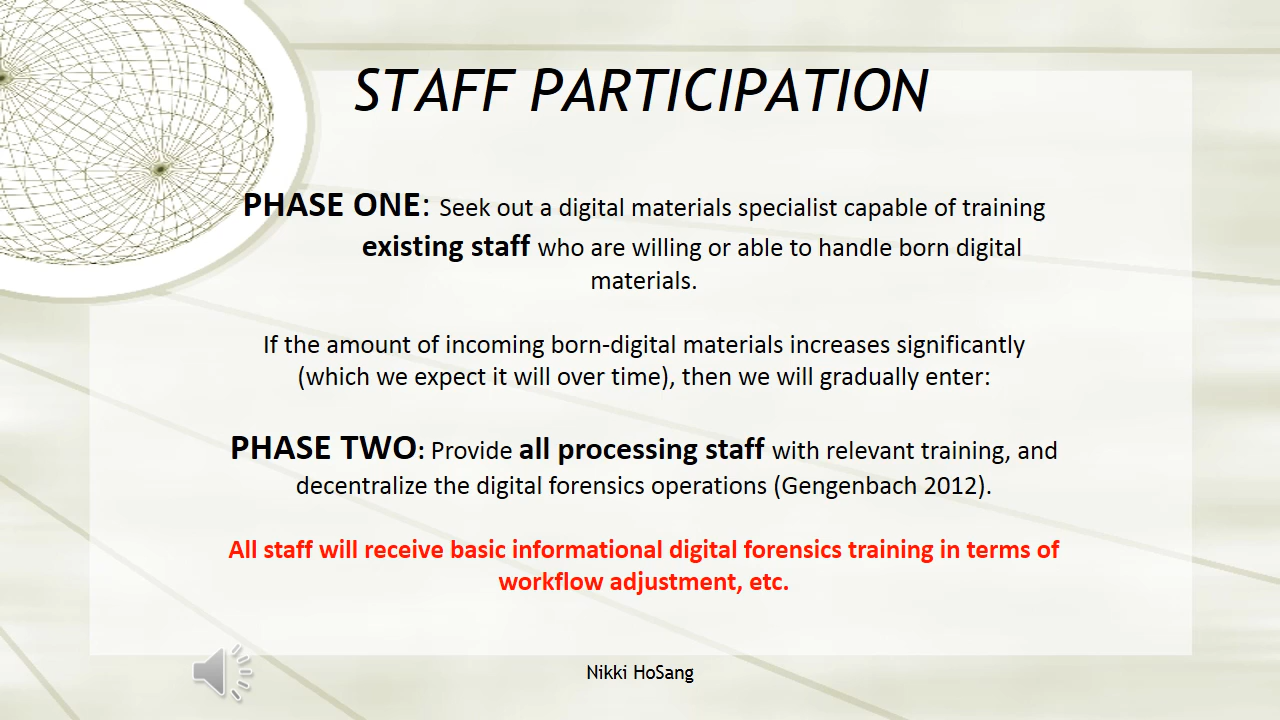 STAFF PARTICIPATION
PHASE ONE: Seek out a digital materials specialist capable of training
existing staff who are willing or able to handle born digital
materials.
If the amount of incoming born-digital materials increases significantly
(which we expect it will over time), then we will gradually enter:
PHASE TWO: Provide all processing staff with relevant training, and
decentralize the digital forensics operations (Gengenbach 2012).
All staff will receive basic informational digital forensics training in terms of
workflow adjustment, etc.
Nikki HoSang